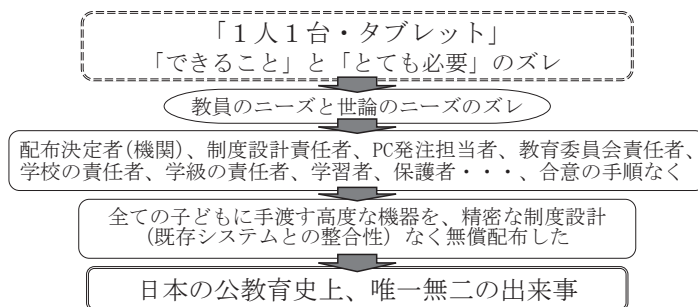 「１人１台・タブレット」
「できること」と「とても必要」のズレ
教員のニーズと世論のニーズのズレ
配布決定者(機関)、制度設計責任者、PC発注担当者、教育委員会責任者、
学校の責任者、学級の責任者、学習者、保護者・・・、合意の手順なく
全ての子どもに手渡す高度な機器を、精密な制度設計
(既存システムとの整合性）なく無償配布した
日本の公教育史上、唯一無二の出来事